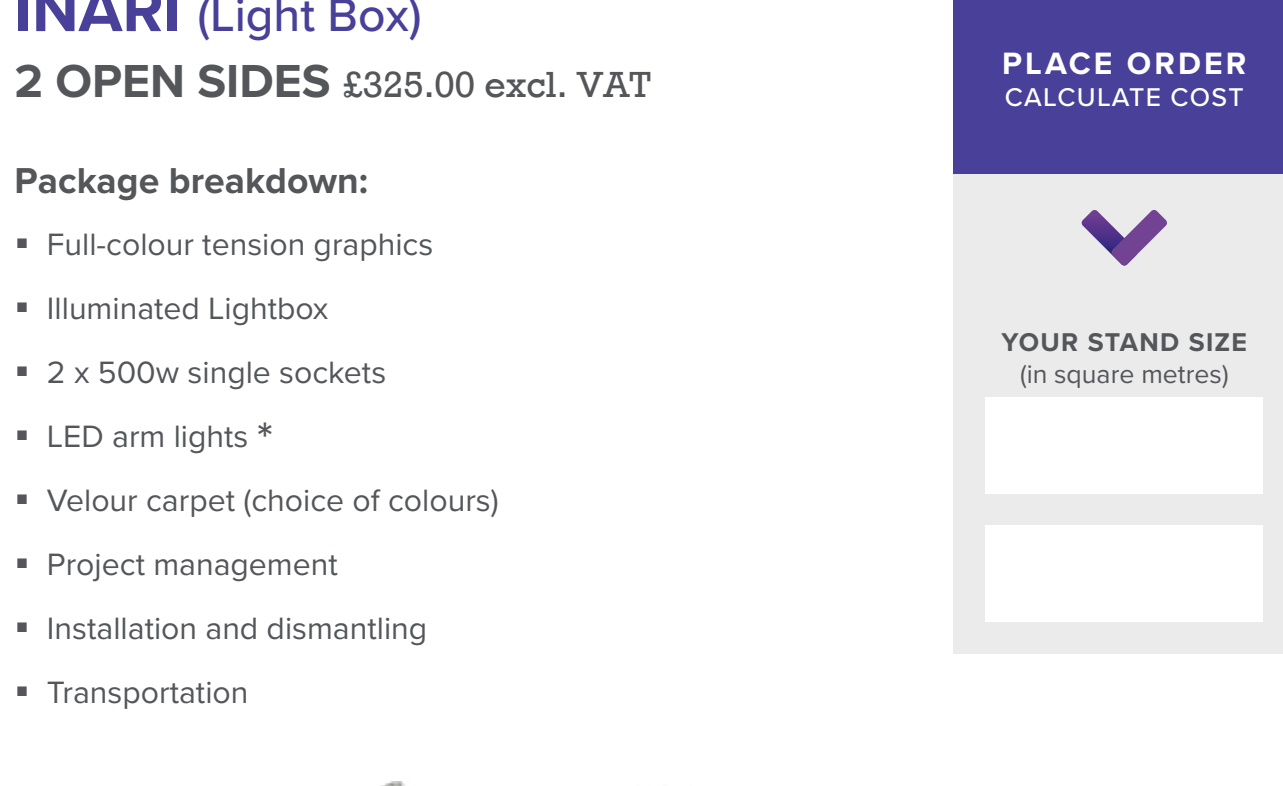 INARI (Light Box)
2 OPEN SIDES £325.00 excl. VAT
Package breakdown:
▪ Full-colour tension graphics
▪ Illuminated Lightbox
▪ 2 x 500w single sockets
▪ LED arm lights *
▪ Velour carpet (choice of colours)
▪ Project management
▪ Installation and dismantling
▪ Transportation
PLACE ORDER
CALCULATE COST
YOUR STAND SIZE
(in square metres)